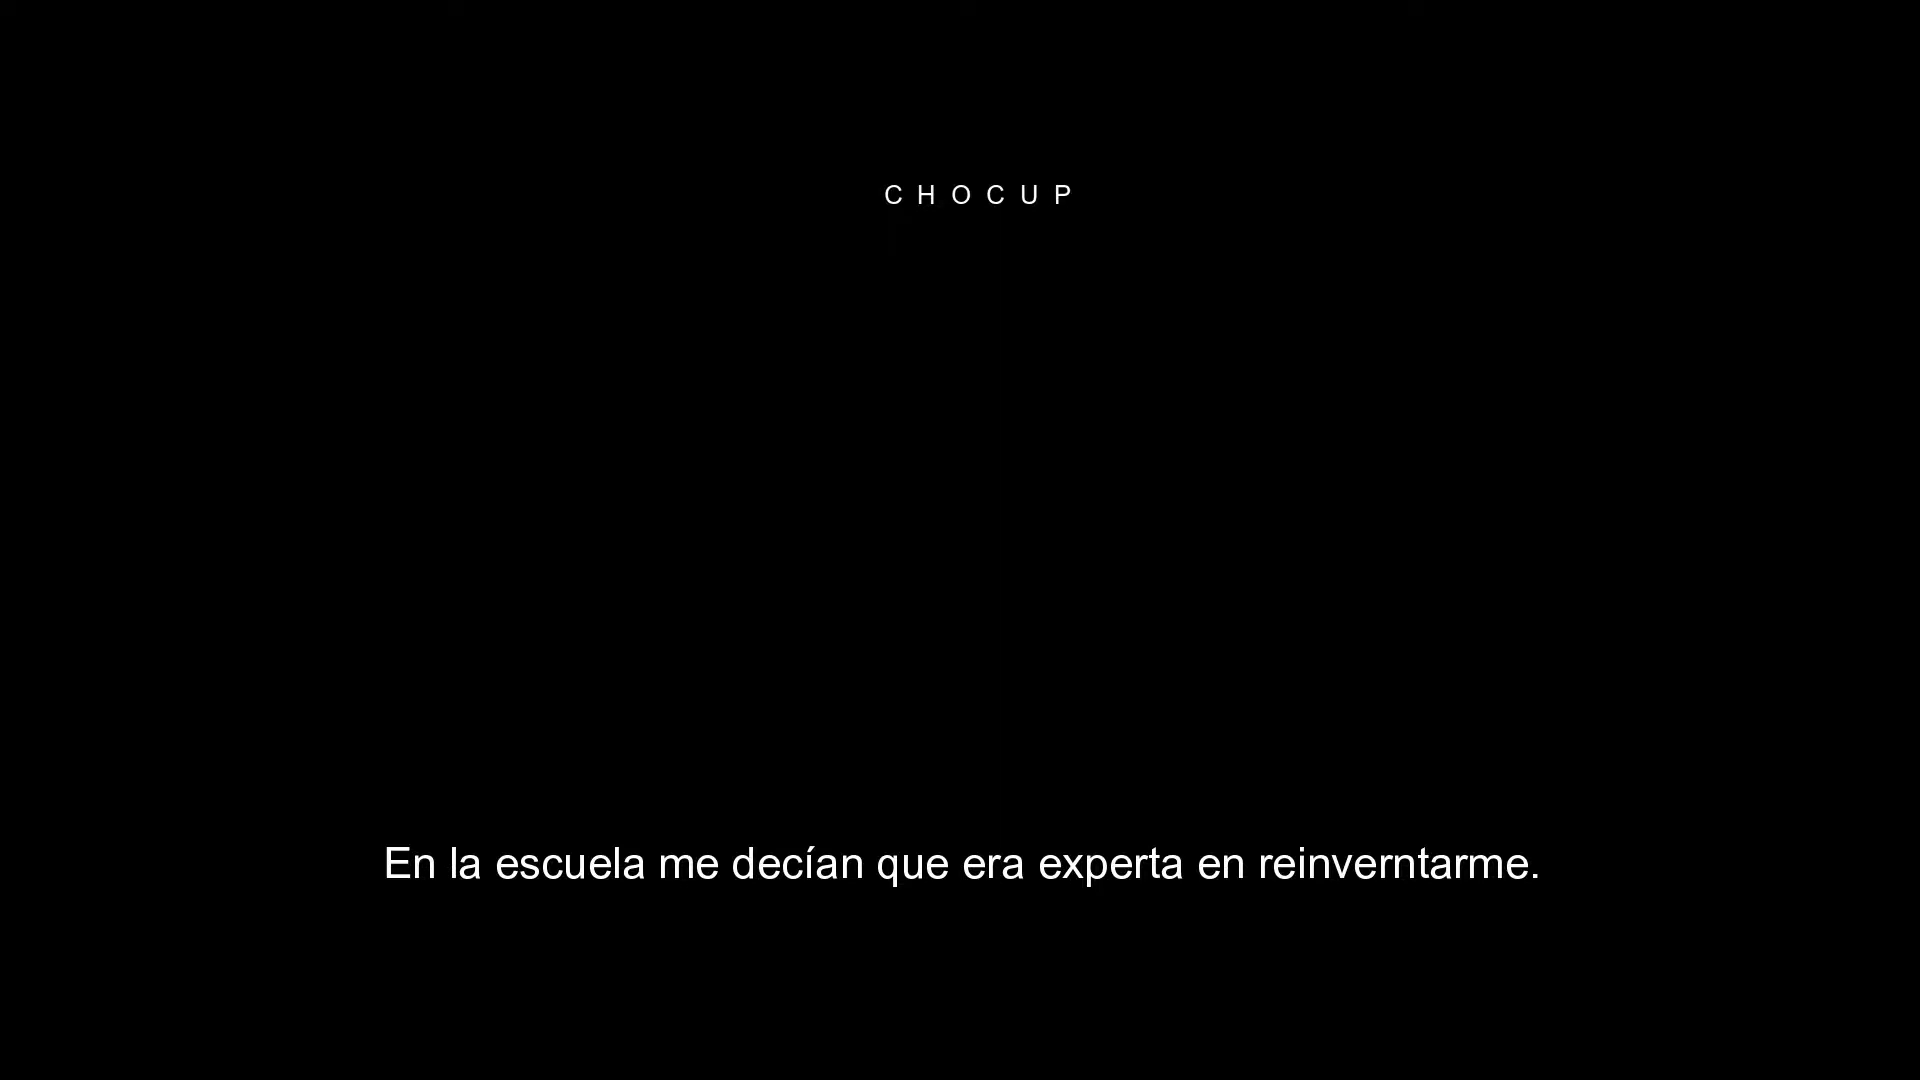 C H O C U P
En la escuela me decían que era experta en reinverntarme.